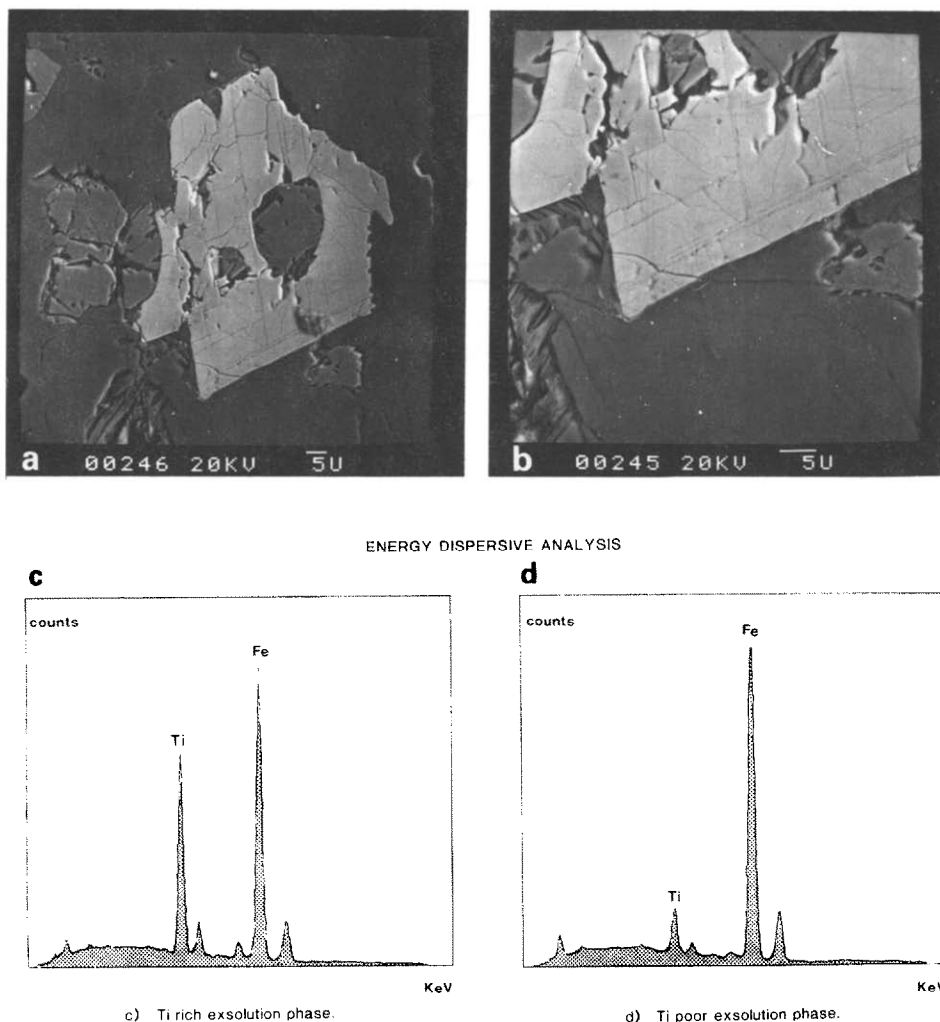 a 00246 20KV 5U
b 00245 20KV 5U
ENERGY DISPERSIVE ANALYSIS
c
counts
Ti
Fe
KeV
c) Ti rich exsolution phase.
d
counts
Ti
Fe
KeV
d) Ti poor exsolution phase.